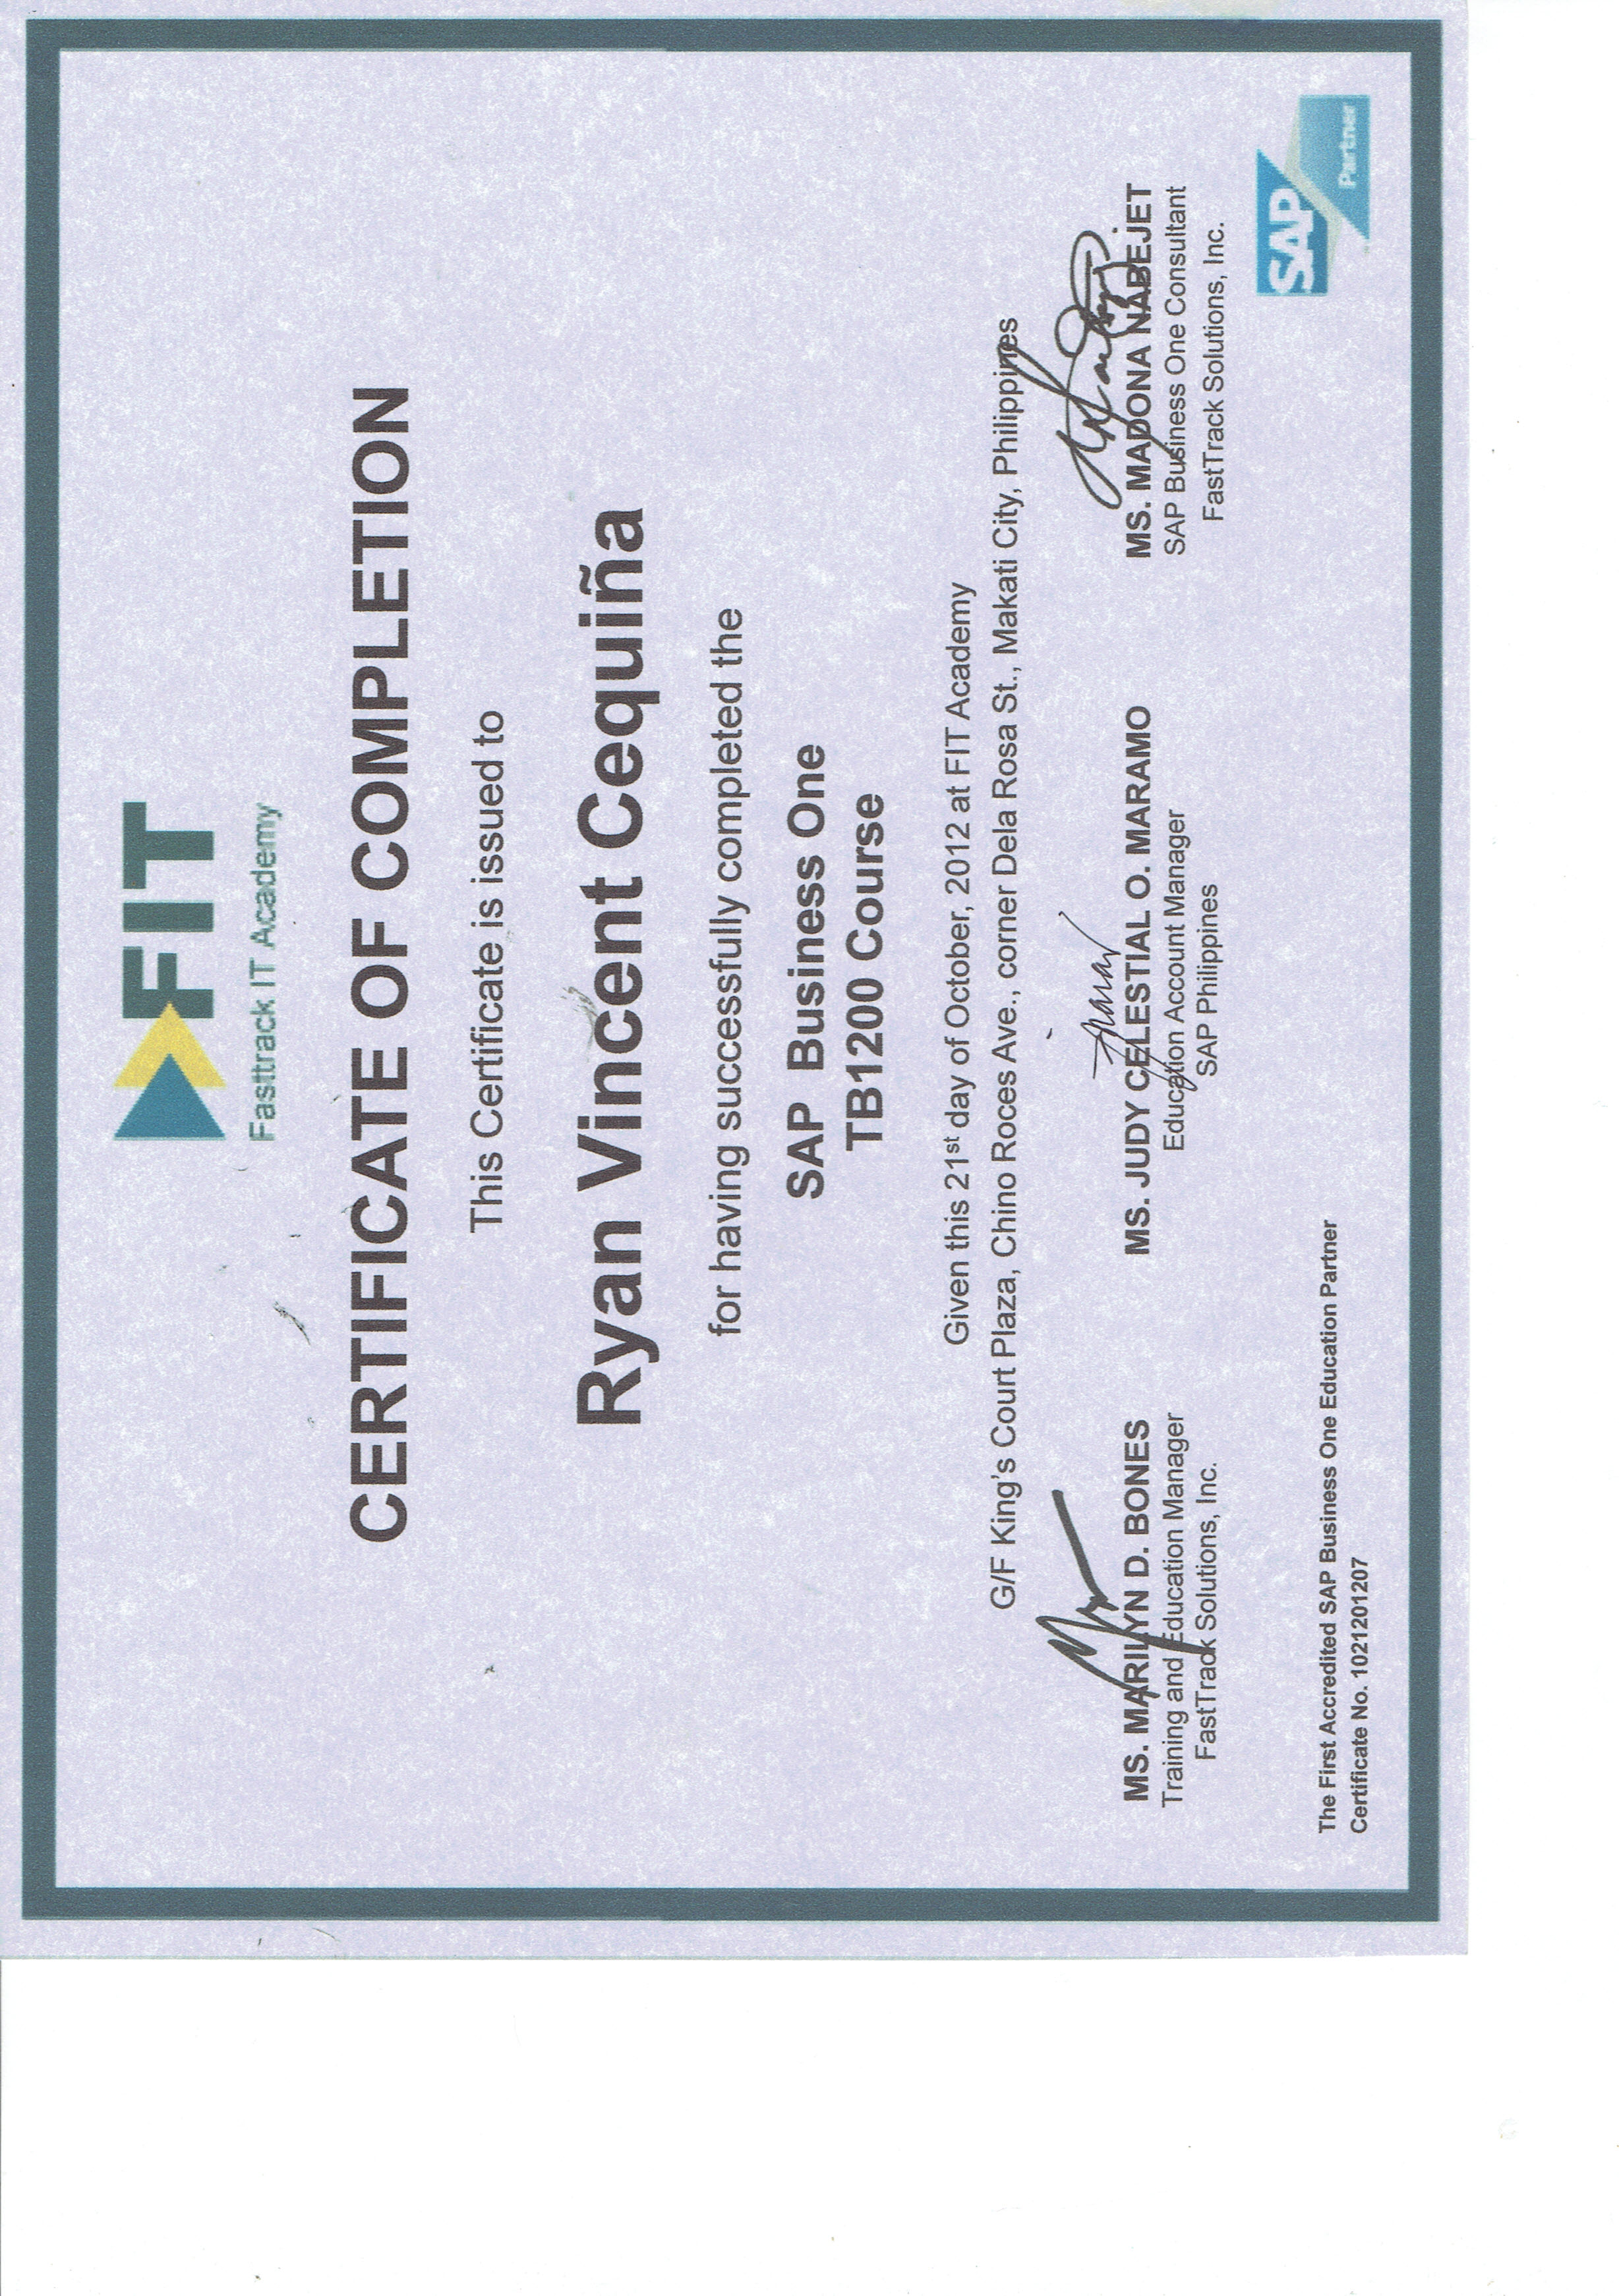 FIT
Fasttrack IT Academy
CERTIFICATE OF COMPLETION
This Certificate is issued to
Ryan Vincent Cequiña
for having successfully completed the
SAP Business One
TB1200 Course
Given this 21st day of October, 2012 at FIT Academy
G/F King's Court Plaza, Chino Roces Ave., corner Dela Rosa St., Makati City, Philippines
MS. MARILYN D. BONES
Training and Education Manager
FastTrack Solutions, Inc.
MS. JUDY CELESTIAL O. MARAMO
Education Account Manager
SAP Philippines
MS. MADONA NABEJET
SAP Business One Consultant
FastTrack Solutions, Inc.
The First Accredited SAP Business One Education Partner
Certificate No. 1021201207
SAP
Partner